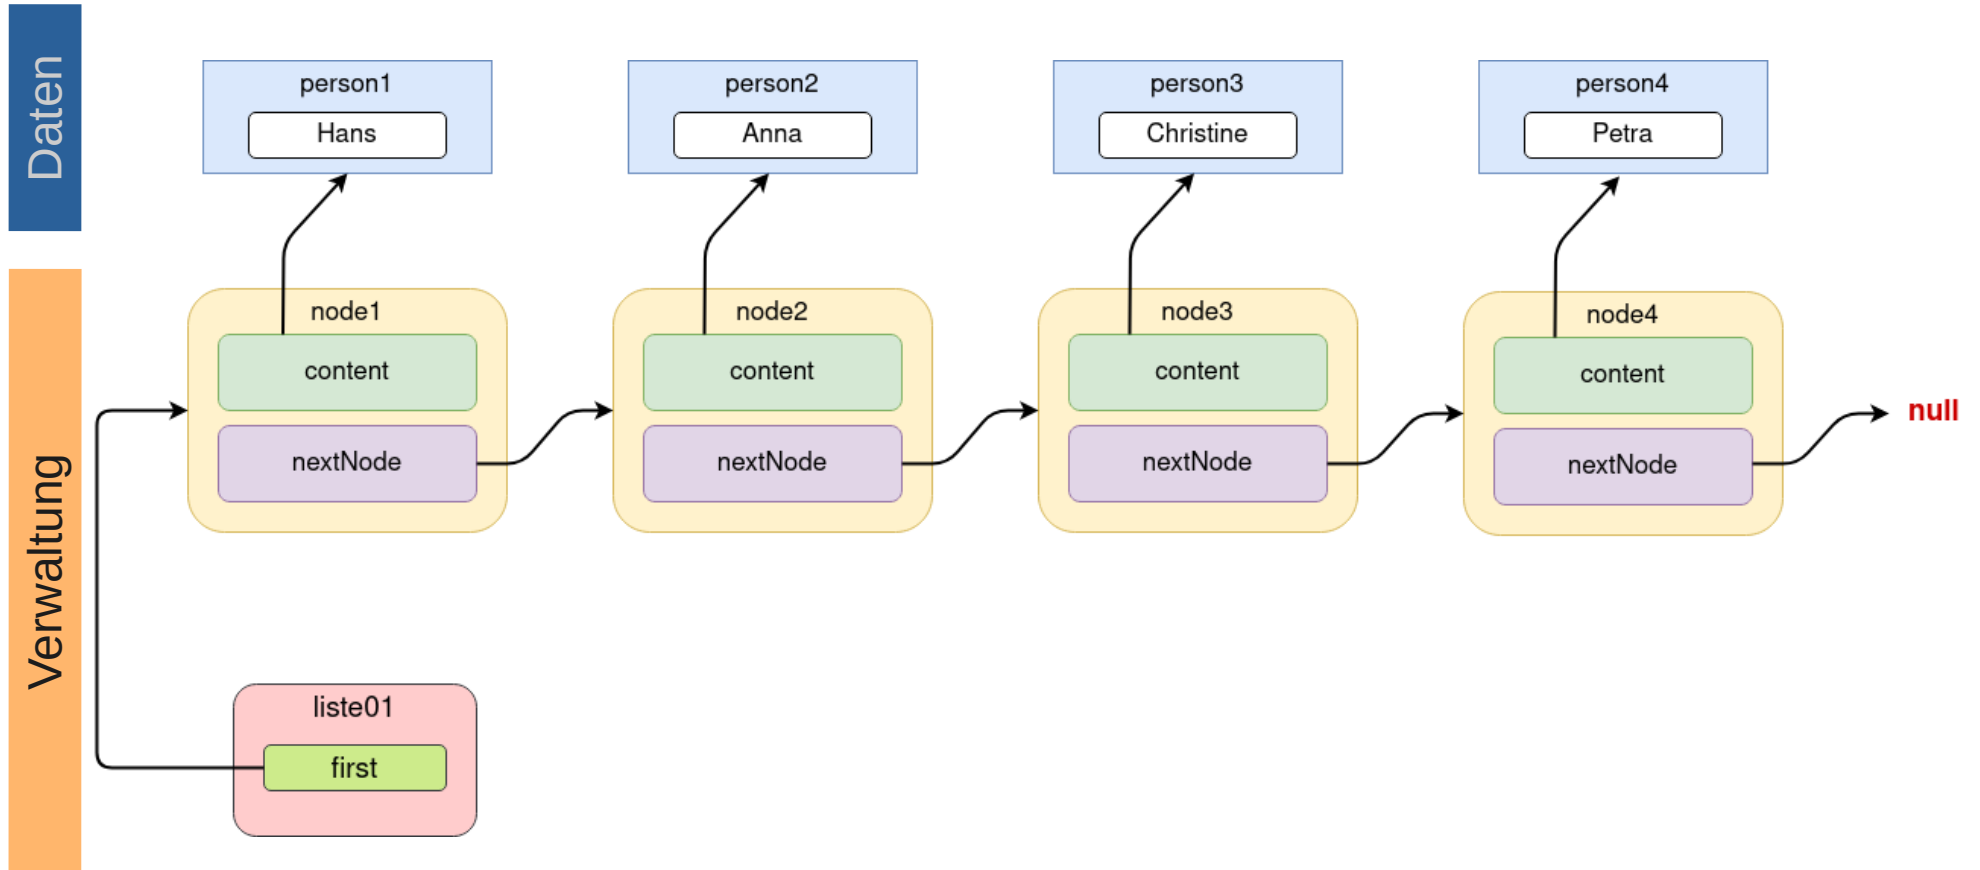 Daten
person1
Hans
person2
Anna
person3
Christine
person4
Petra
Verwaltung
node1
content
nextNode
node2
content
nextNode
node3
content
nextNode
node4
content
nextNode
null
liste01
first